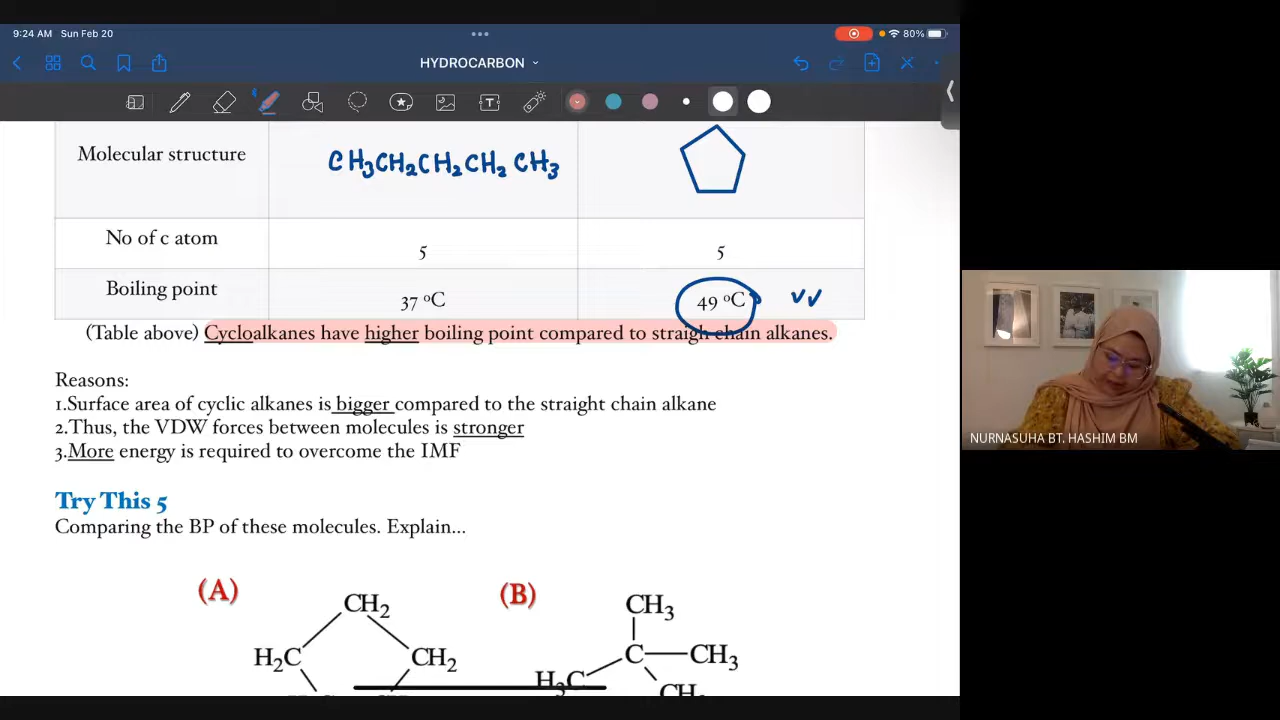 9:24 AM Sun Feb 20
80%
HYDROCARBON
Molecular structure
CH3CH2CH2CH2CH3
No of c atom 5 5
Boiling point 37 °C 49 °C
(Table above) Cycloalkanes have higher boiling point compared to straigh chain alkanes.
Reasons:
1.Surface area of cyclic alkanes is bigger compared to the straight chain alkane
2.Thus, the VDW forces between molecules is stronger
3.More energy is required to overcome the IMF
NURNASUHA BT. HASHIM BM
Try This 5
Comparing the BP of these molecules. Explain...
(A) (B)
CH2 CH3
H2C CH2 C CH3
H3C